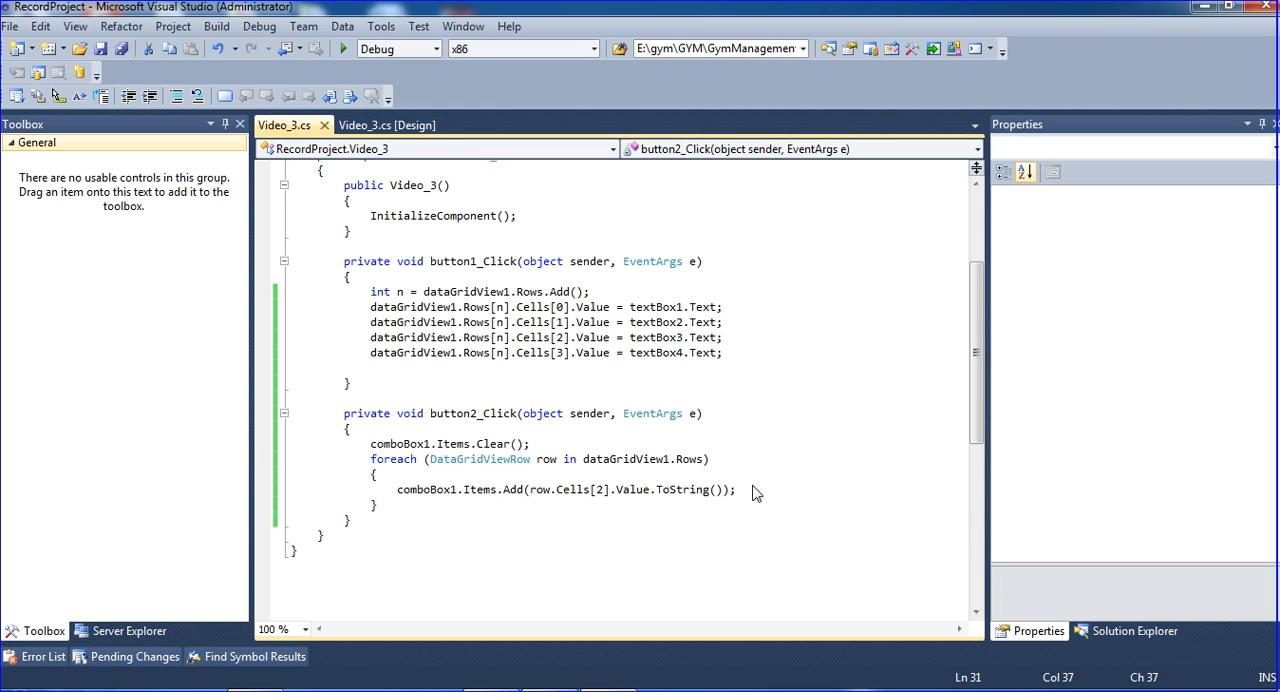 RecordProject - Microsoft Visual Studio (Administrator)
File Edit View Refactor Project Build Debug Team Data Tools Test Window Help
Debug x86 E:\gym\GYM\GymManagemen
Toolbox
General
There are no usable controls in this group.
Drag an item onto this text to add it to the
toolbox.
Video_3.cs Video_3.cs [Design]
RecordProject.Video_3 button2_Click(object sender, EventArgs e)
{
public Video_3()
{
InitializeComponent();
}
private void button1_Click(object sender, EventArgs e)
{
int n = dataGridView1.Rows.Add();
dataGridView1.Rows[n].Cells[0].Value = textBox1.Text;
dataGridView1.Rows[n].Cells[1].Value = textBox2.Text;
dataGridView1.Rows[n].Cells[2].Value = textBox3.Text;
dataGridView1.Rows[n].Cells[3].Value = textBox4.Text;
}
private void button2_Click(object sender, EventArgs e)
{
comboBox1.Items.Clear();
foreach (DataGridViewRow row in dataGridView1.Rows)
{
comboBox1.Items.Add(row.Cells[2].Value.ToString());
}
}
}
}
100 %
Properties
Toolbox Server Explorer
Properties Solution Explorer
Error List Pending Changes Find Symbol Results
Ln 31 Col 37 Ch 37 INS